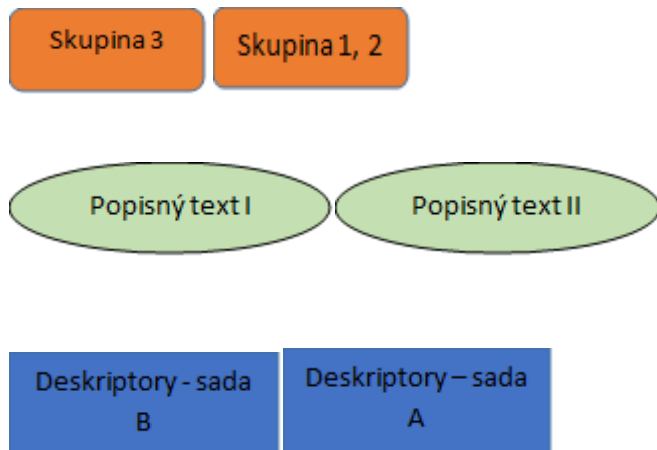 Skupina 3
Skupina 1, 2
Popisný text I
Popisný text II
Deskriptory - sada
B
Deskriptory – sada
A